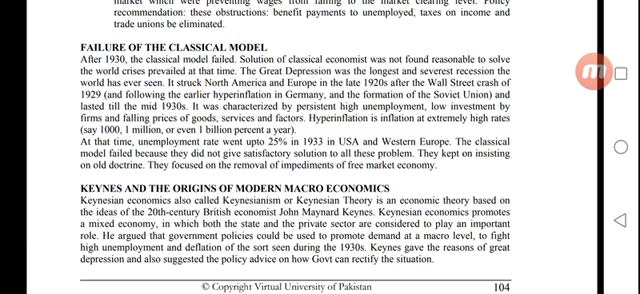 market which were preventing wages from falling to the market clearing level. Policy
recommendation: these obstructions: benefit payments to unemployed, taxes on income and
trade unions be eliminated.
FAILURE OF THE CLASSICAL MODEL
After 1930, the classical model failed. Solution of classical economist was not found reasonable to solve
the world crises prevailed at that time. The Great Depression was the longest and severest recession the
world has ever seen. It struck North America and Europe in the late 1920s after the Wall Street crash of
1929 (and following the earlier hyperinflation in Germany, and the formation of the Soviet Union) and
lasted till the mid 1930s. It was characterized by persistent high unemployment, low investment by
firms and falling prices of goods, services and factors. Hyperinflation is inflation at extremely high rates
(say 1000, 1 million, or even 1 billion percent a year).
At that time, unemployment rate went upto 25% in 1933 in USA and Western Europe. The classical
model failed because they did not give satisfactory solution to all these problem. They kept on insisting
on old doctrine. They focused on the removal of impediments of free market economy.
KEYNES AND THE ORIGINS OF MODERN MACRO ECONOMICS
Keynesian economics also called Keynesianism or Keynesian Theory is an economic theory based on
the ideas of the 20th-century British economist John Maynard Keynes. Keynesian economics promotes
a mixed economy, in which both the state and the private sector are considered to play an important
role. He argued that government policies could be used to promote demand at a macro level, to fight
high unemployment and deflation of the sort seen during the 1930s. Keynes gave the reasons of great
depression and also suggested the policy advice on how Govt can rectify the situation.
© Copyright Virtual University of Pakistan 104